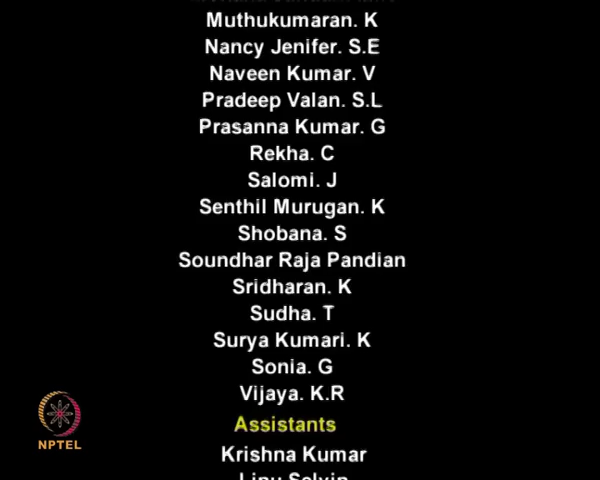 Muthukumaran. K
Nancy Jenifer. S.E
Naveen Kumar. V
Pradeep Valan. S.L
Prasanna Kumar. G
Rekha. C
Salomi. J
Senthil Murugan. K
Shobana. S
Soundhar Raja Pandian
Sridharan. K
Sudha. T
Surya Kumari. K
Sonia. G
Vijaya. K.R
Assistants
Krishna Kumar
NPTEL